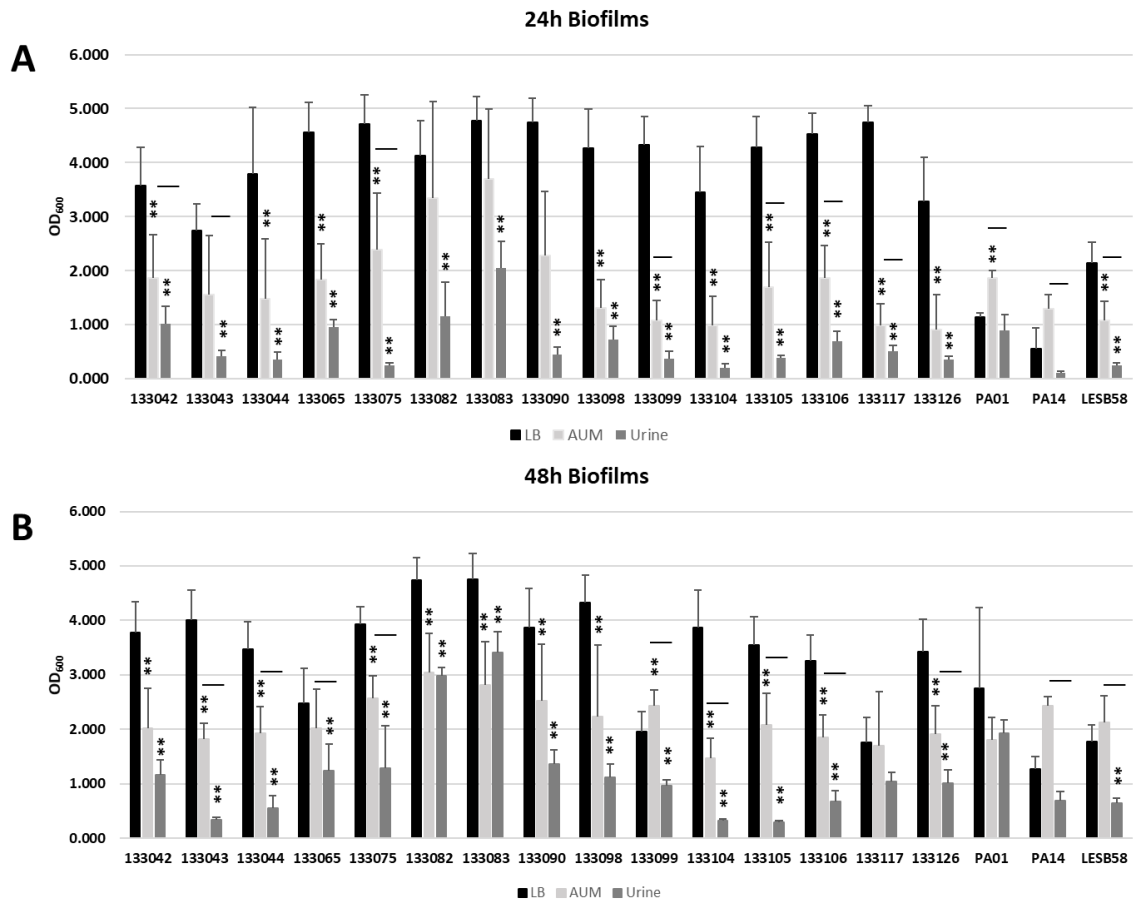 24h Biofilms
A
6.000
5.000
4.000
3.000
2.000
1.000
0.000
OD600
** ** ** ** ** ** ** ** ** ** ** ** ** ** ** ** ** ** ** ** ** ** ** ** ** ** **
133042 133043 133044 133065 133075 133082 133083 133090 133098 133099 133104 133105 133106 133117 133126 PA01 PA14 LESB58
LB AUM Urine
48h Biofilms
B
6.000
5.000
4.000
3.000
2.000
1.000
0.000
OD600
** ** ** ** ** ** ** ** ** ** ** ** ** ** ** ** ** ** ** ** ** ** ** ** ** ** ** **
133042 133043 133044 133065 133075 133082 133083 133090 133098 133099 133104 133105 133106 133117 133126 PA01 PA14 LESB58
LB AUM Urine